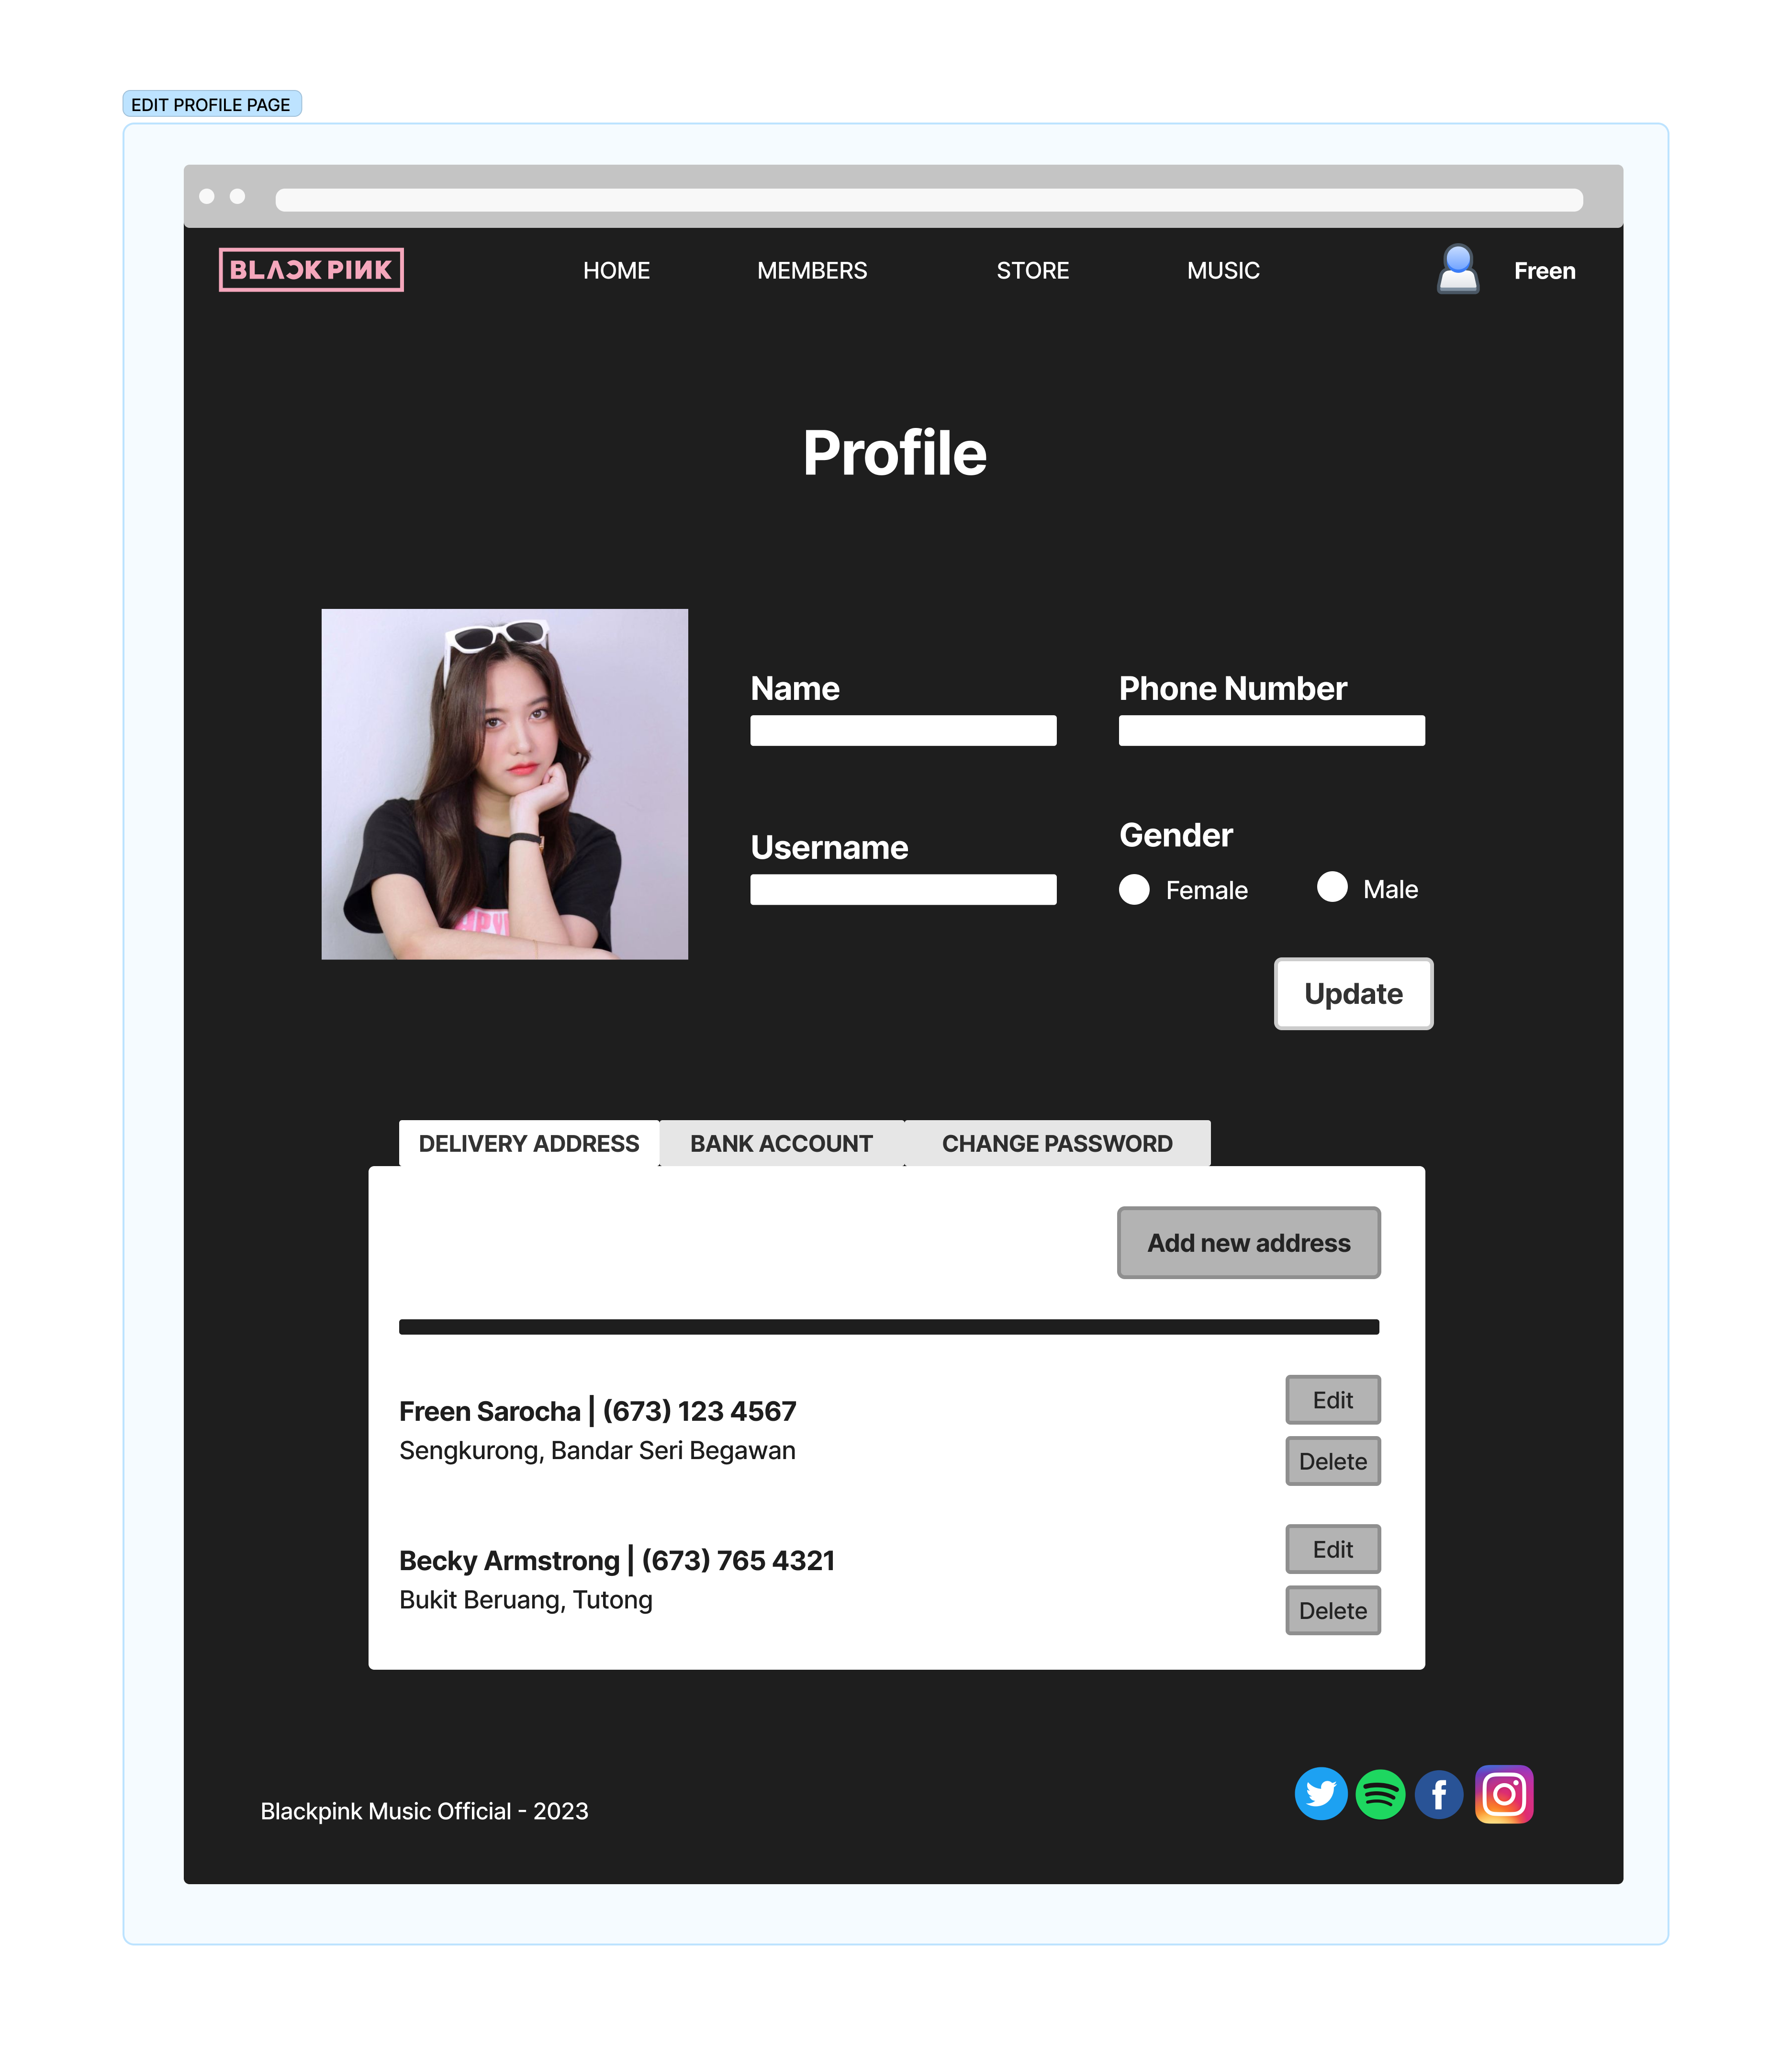 EDIT PROFILE PAGE
BLACKPINK
HOME
MEMBERS
STORE
MUSIC
Freen
Profile
Name
Phone Number
Username
Gender
Female
Male
Update
DELIVERY ADDRESS
BANK ACCOUNT
CHANGE PASSWORD
Add new address
Freen Sarocha | (673) 123 4567
Sengkurong, Bandar Seri Begawan
Edit
Delete
Becky Armstrong | (673) 765 4321
Bukit Beruang, Tutong
Edit
Delete
Blackpink Music Official - 2023